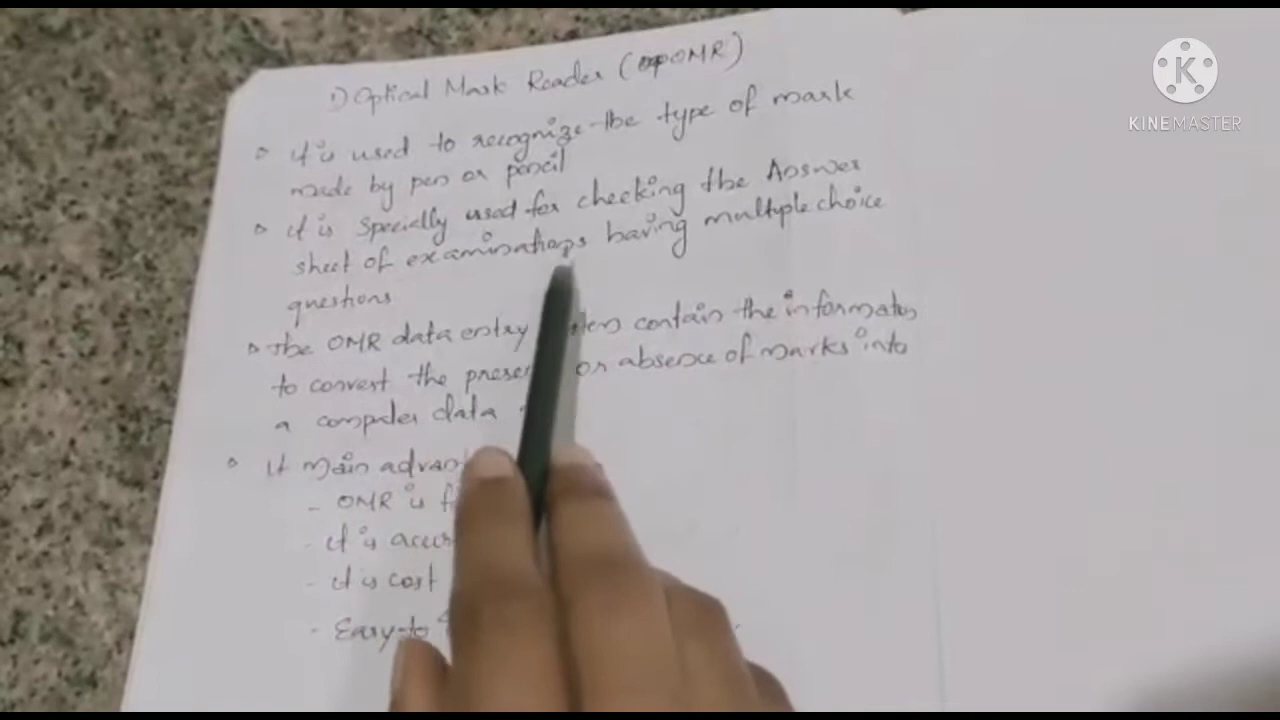 1) Optical Mark Reader (OMR)
it is used to recognize the type of mark
made by pen or pencil
it is specially used for checking the Answer
sheet of examinations having multiple choice
questions
The OMR data entry contain the information
to convert the or absence of marks into
a computer data
It main
- OMR is
- it is
- it is cost
- Easy to
KINEMASTER